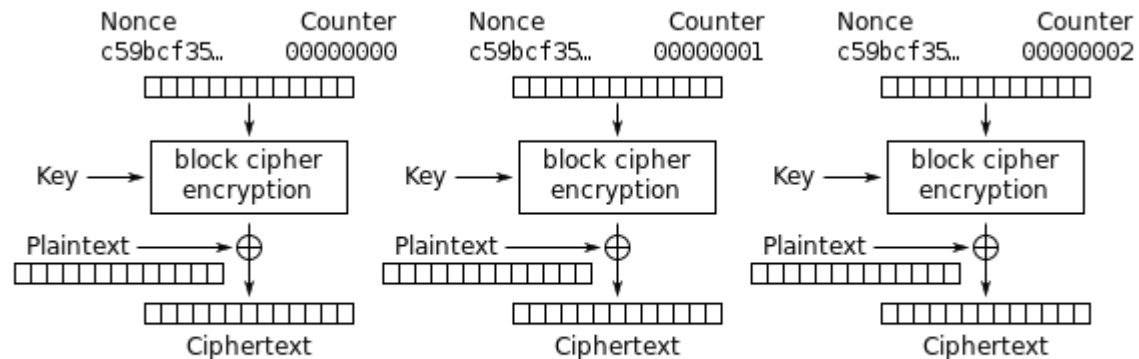 Nonce Counter Nonce Counter Nonce Counter
c59bcf35… 00000000 c59bcf35… 00000001 c59bcf35… 00000002
Key block cipher encryption Key block cipher encryption Key block cipher encryption
Plaintext Plaintext Plaintext
Ciphertext Ciphertext Ciphertext